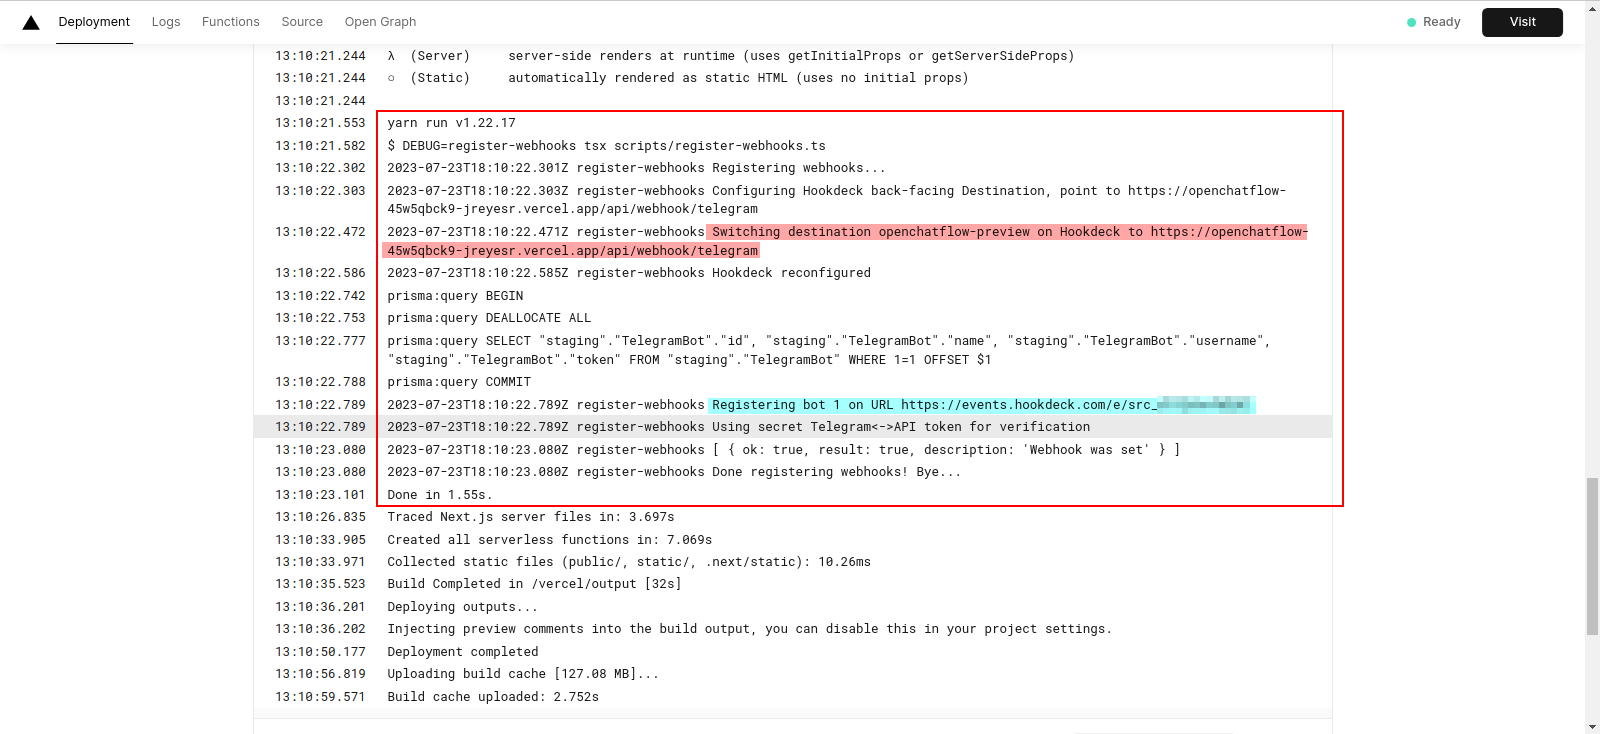 Deployment Logs Functions Source Open Graph Ready Visit
13:10:21.244 λ (Server) server-side renders at runtime (uses getInitialProps or getServerSideProps)
13:10:21.244 ○ (Static) automatically rendered as static HTML (uses no initial props)
13:10:21.244
13:10:21.553 yarn run v1.22.17
13:10:21.582 $ DEBUG=register-webhooks tsx scripts/register-webhooks.ts
13:10:22.302 2023-07-23T18:10:22.301Z register-webhooks Registering webhooks...
13:10:22.303 2023-07-23T18:10:22.303Z register-webhooks Configuring Hookdeck back-facing Destination, point to https://openchatflow-
45w5qbck9-jreyesr.vercel.app/api/webhook/telegram
13:10:22.472 2023-07-23T18:10:22.471Z register-webhooks Switching destination openchatflow-preview on Hookdeck to https://openchatflow-
45w5qbck9-jreyesr.vercel.app/api/webhook/telegram
13:10:22.586 2023-07-23T18:10:22.585Z register-webhooks Hookdeck reconfigured
13:10:22.742 prisma:query BEGIN
13:10:22.753 prisma:query DEALLOCATE ALL
13:10:22.777 prisma:query SELECT "staging"."TelegramBot"."id", "staging"."TelegramBot"."name", "staging"."TelegramBot"."username",
"staging"."TelegramBot"."token" FROM "staging"."TelegramBot" WHERE 1=1 OFFSET $1
13:10:22.788 prisma:query COMMIT
13:10:22.789 2023-07-23T18:10:22.789Z register-webhooks Registering bot 1 on URL https://events.hookdeck.com/e/src_
13:10:22.789 2023-07-23T18:10:22.789Z register-webhooks Using secret Telegram<->API token for verification
13:10:23.080 2023-07-23T18:10:23.080Z register-webhooks [ { ok: true, result: true, description: 'Webhook was set' } ]
13:10:23.080 2023-07-23T18:10:23.080Z register-webhooks Done registering webhooks! Bye...
13:10:23.101 Done in 1.55s.
13:10:26.835 Traced Next.js server files in: 3.697s
13:10:33.905 Created all serverless functions in: 7.069s
13:10:33.971 Collected static files (public/, static/, .next/static): 10.26ms
13:10:35.523 Build Completed in /vercel/output [32s]
13:10:36.201 Deploying outputs...
13:10:36.202 Injecting preview comments into the build output, you can disable this in your project settings.
13:10:50.177 Deployment completed
13:10:56.819 Uploading build cache [127.08 MB]...
13:10:59.571 Build cache uploaded: 2.752s